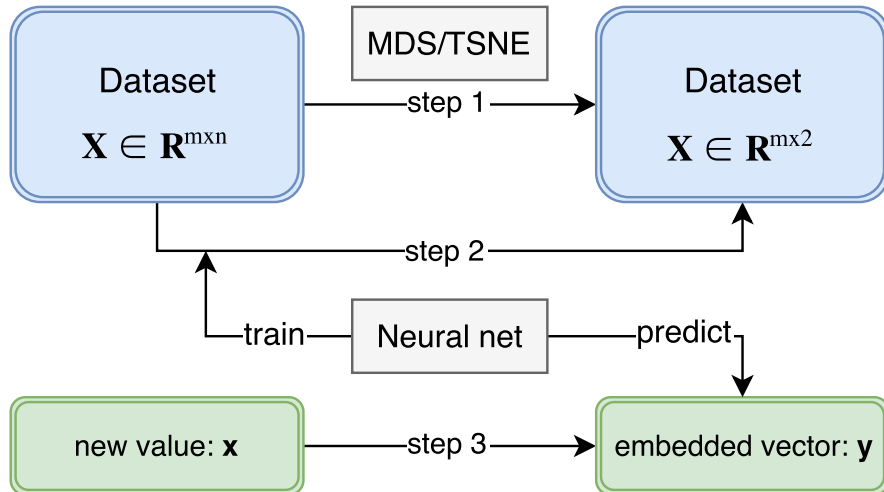 MDS/TSNE
Dataset
X ∈ R^mxn
step 1
Dataset
X ∈ R^mx2
step 2
train
Neural net
predict
new value: x
step 3
embedded vector: y